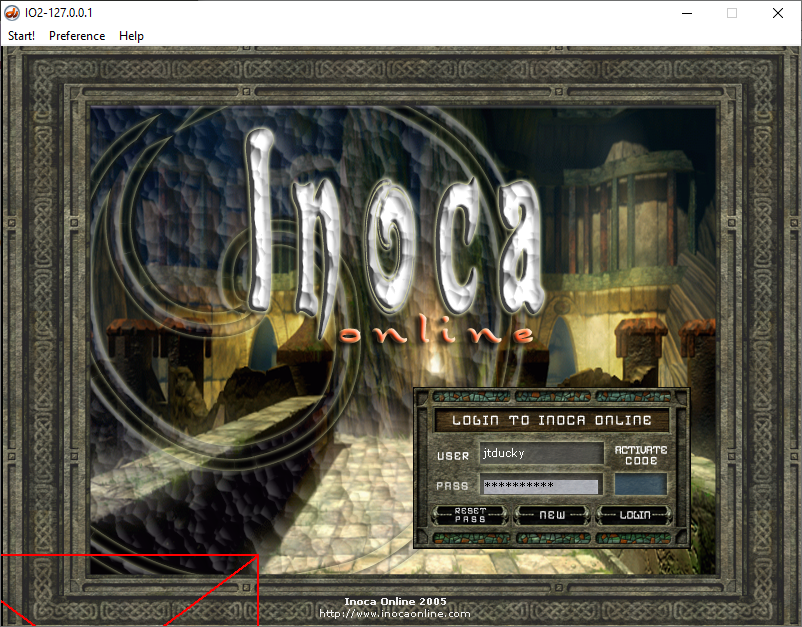 IO2-127.0.0.1
Start! Preference Help
Inoca
online
LOGIN TO INOCA ONLINE
USER jtducky ACTIVATE CODE
PASS **********
RESET PASS NEW LOGIN
Inoca Online 2005
http://www.inocaonline.com